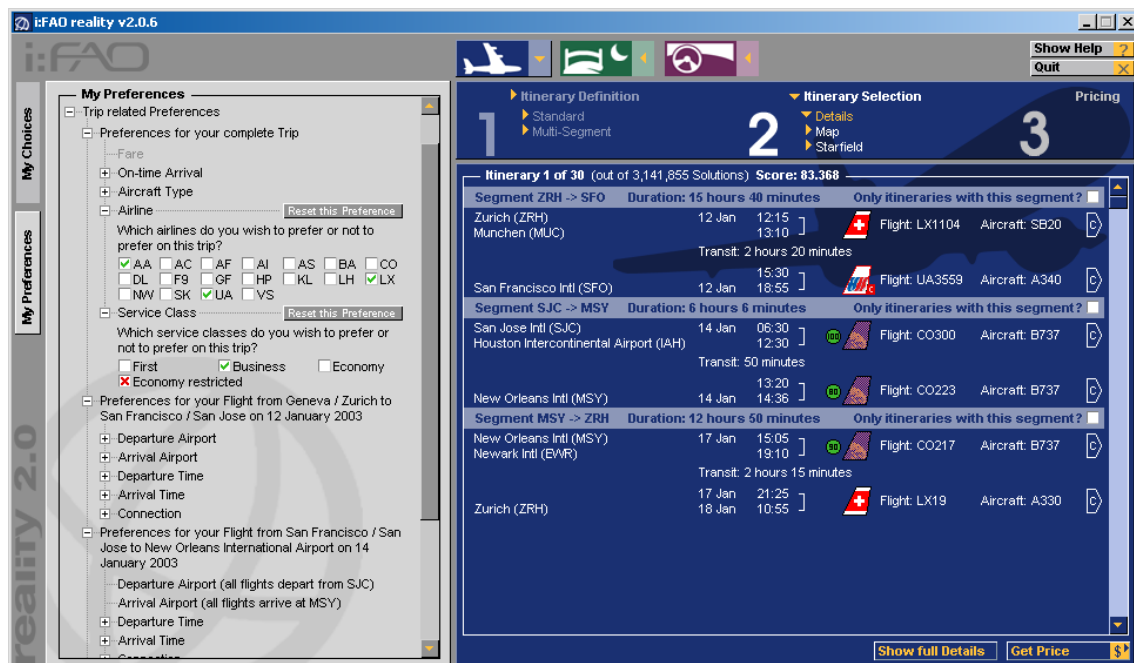 i:FAO reality v2.0.6
i:FAO
Show Help ?
Quit X
My Choices
My Preferences
reality 2.0
My Preferences
Trip related Preferences
Preferences for your complete Trip
Fare
On-time Arrival
Aircraft Type
Airline Reset this Preference
Which airlines do you wish to prefer or not to
prefer on this trip?
AA AC AF AI AS BA CO
DL F9 GF HP KL LH LX
NW SK UA VS
Service Class Reset this Preference
Which service classes do you wish to prefer or
not to prefer on this trip?
First Business Economy
Economy restricted
Preferences for your Flight from Geneva / Zurich to
San Francisco / San Jose on 12 January 2003
Departure Airport
Arrival Airport
Departure Time
Arrival Time
Connection
Preferences for your Flight from San Francisco / San
Jose to New Orleans International Airport on 14
January 2003
Departure Airport (all flights depart from SJC)
Arrival Airport (all flights arrive at MSY)
Departure Time
Arrival Time
Connection
1 Itinerary Definition
Standard
Multi-Segment
2 Itinerary Selection
Details
Map
Starfield
Pricing
3
Itinerary 1 of 30 (out of 3,141,855 Solutions) Score: 83.368
Segment ZRH -> SFO Duration: 15 hours 40 minutes Only itineraries with this segment?
Zurich (ZRH) 12 Jan 12:15 Flight: LX1104 Aircraft: SB20 C
Munchen (MUC) 13:10
Transit: 2 hours 20 minutes
15:30 Flight: UA3559 Aircraft: A340 C
San Francisco Intl (SFO) 12 Jan 18:55
Segment SJC -> MSY Duration: 6 hours 6 minutes Only itineraries with this segment?
San Jose Intl (SJC) 14 Jan 06:30 Flight: CO300 Aircraft: B737 C
Houston Intercontinental Airport (IAH) 12:30
Transit: 50 minutes
13:20 Flight: CO223 Aircraft: B737 C
New Orleans Intl (MSY) 14 Jan 14:36
Segment MSY -> ZRH Duration: 12 hours 50 minutes Only itineraries with this segment?
New Orleans Intl (MSY) 17 Jan 15:05 Flight: CO217 Aircraft: B737 C
Newark Intl (EWR) 19:10
Transit: 2 hours 15 minutes
17 Jan 21:25 Flight: LX19 Aircraft: A330 C
Zurich (ZRH) 18 Jan 10:55
Show full Details
Get Price $